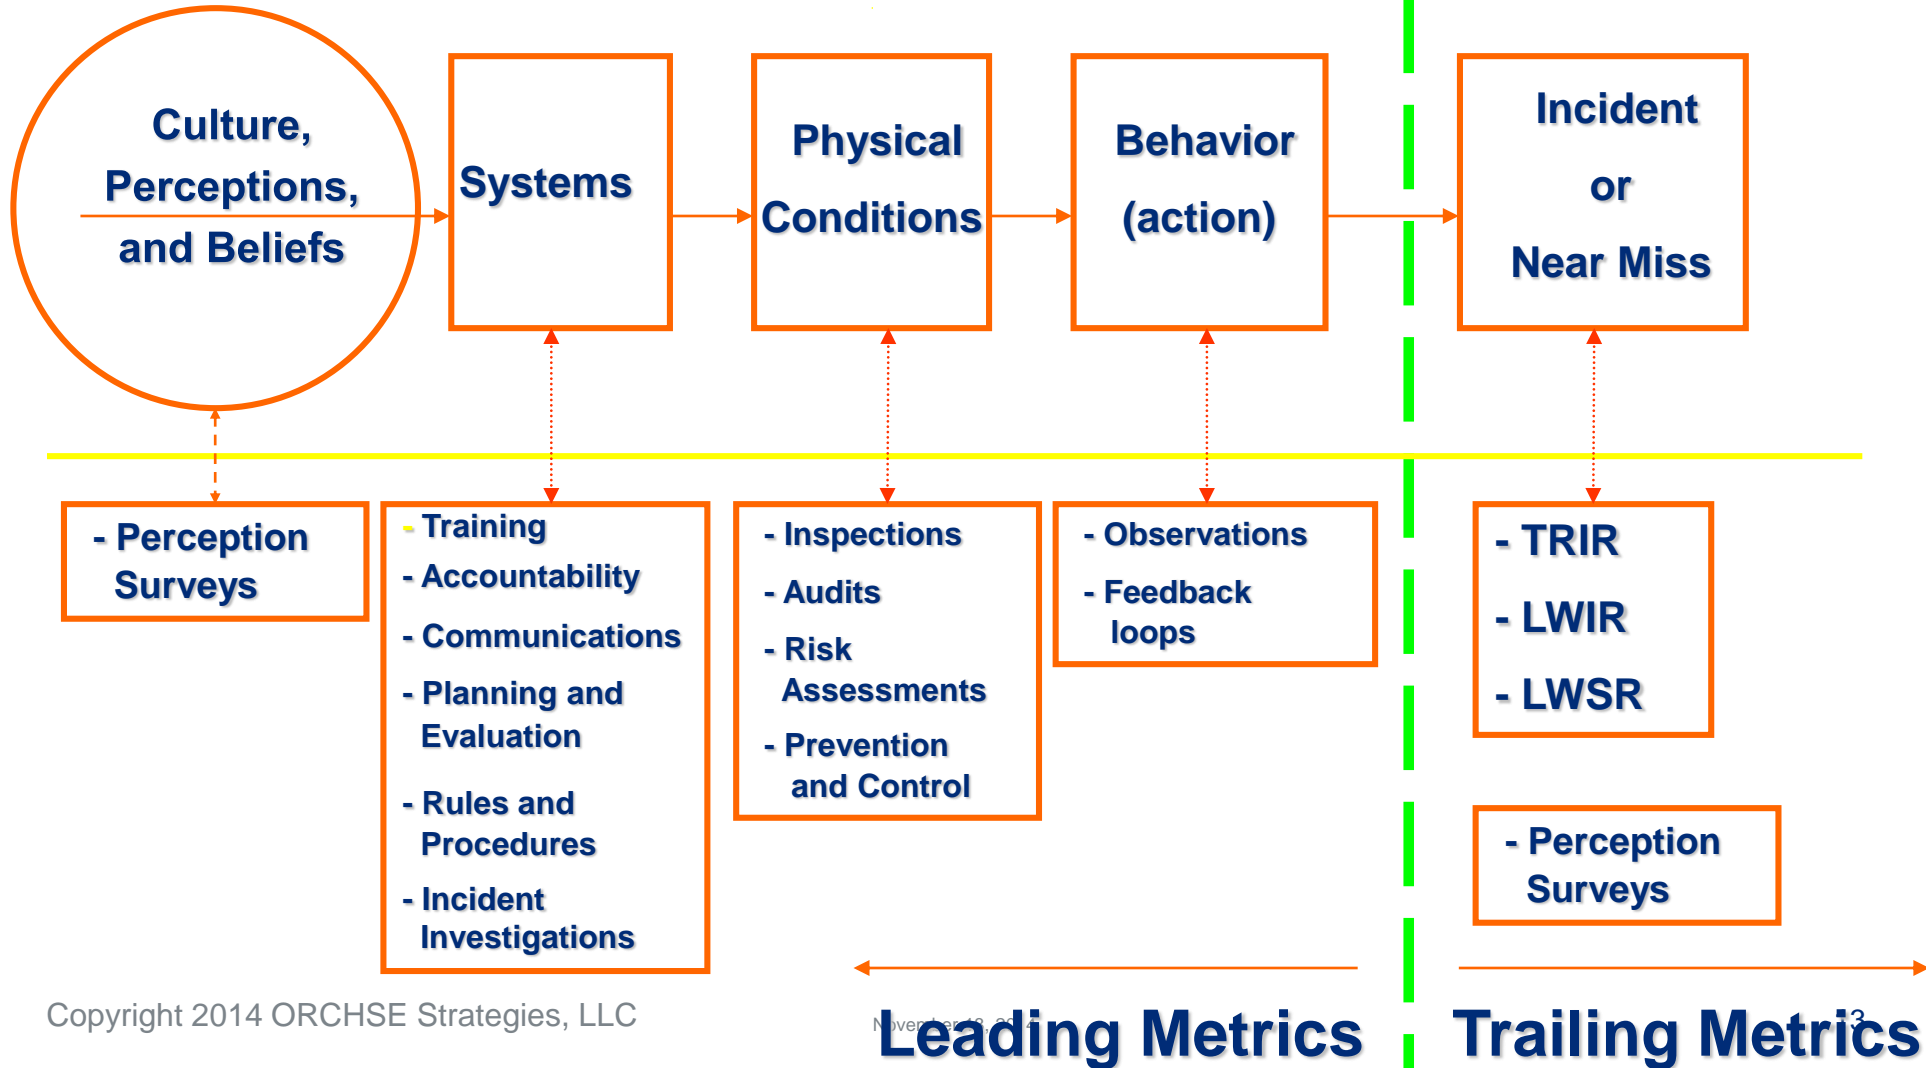 Culture,
Perceptions,
and Beliefs
Systems
Physical
Conditions
Behavior
(action)
Incident
or
Near Miss
- Perception
Surveys
- Training
- Accountability
- Communications
- Planning and
Evaluation
- Rules and
Procedures
- Incident
Investigations
- Inspections
- Audits
- Risk
Assessments
- Prevention
and Control
- Observations
- Feedback
loops
- TRIR
- LWIR
- LWSR
- Perception
Surveys
Copyright 2014 ORCHSE Strategies, LLC
Leading Metrics
Trailing Metrics